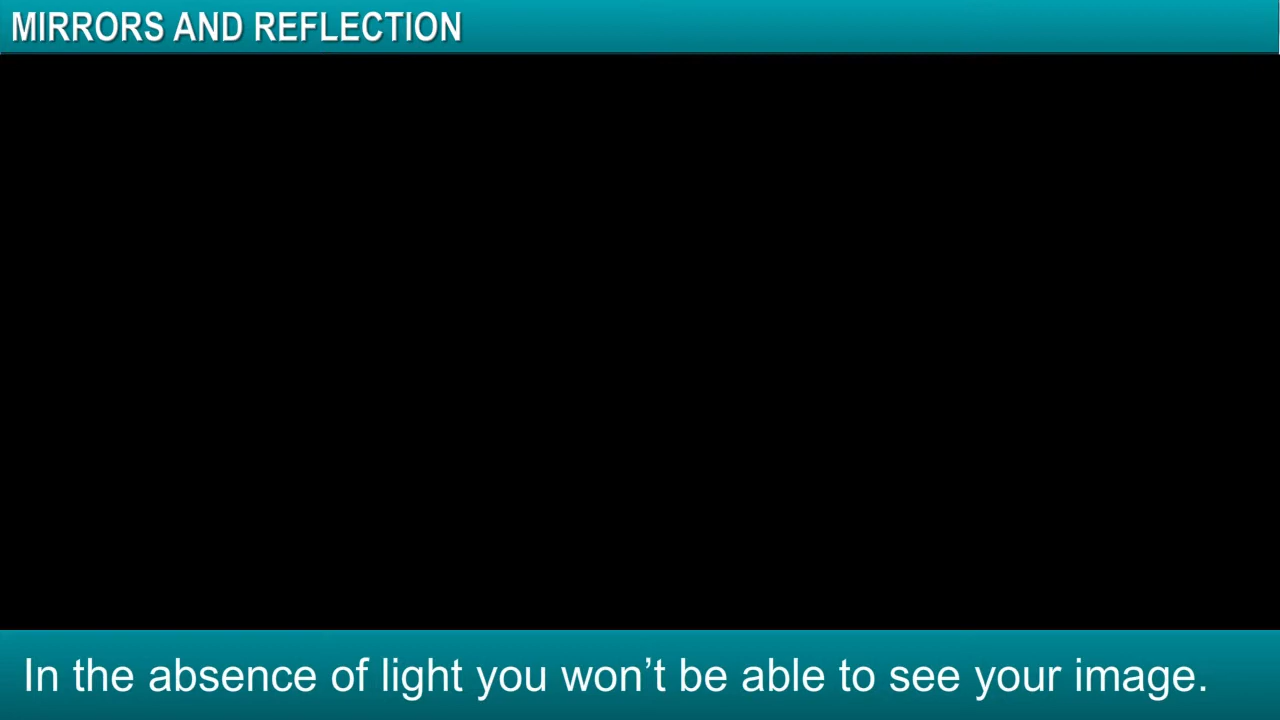 MIRRORS AND REFLECTION
In the absence of light you won’t be able to see your image.